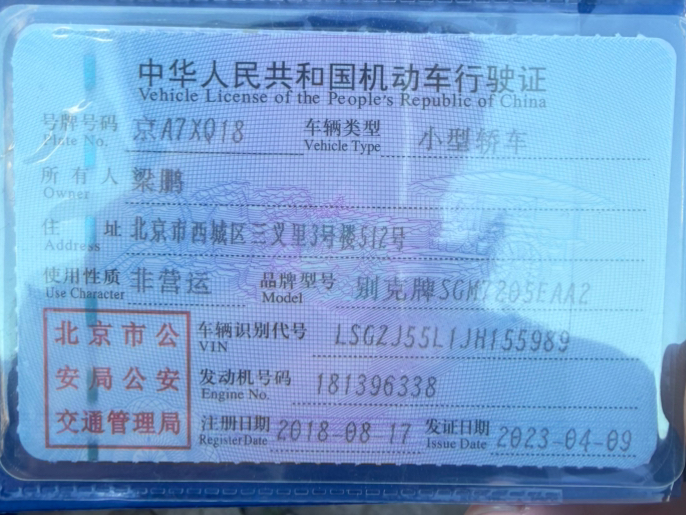 中华人民共和国机动车行驶证
Vehicle License of the People's Republic of China
号牌号码 京A7XQ18 车辆类型 小型轿车
Plate No. Vehicle Type
所有人 梁鹏
Owner
住址 北京市西城区三义里3号楼512号
Address
使用性质 非营运 品牌型号 别克牌SGM7205EAA2
Use Character Model
北京市公安局公安交通管理局
车辆识别代号 LSGZJ55L1JH155989
VIN
发动机号码 181396338
Engine No.
注册日期 2018-08-17 发证日期 2023-04-09
Register Date Issue Date